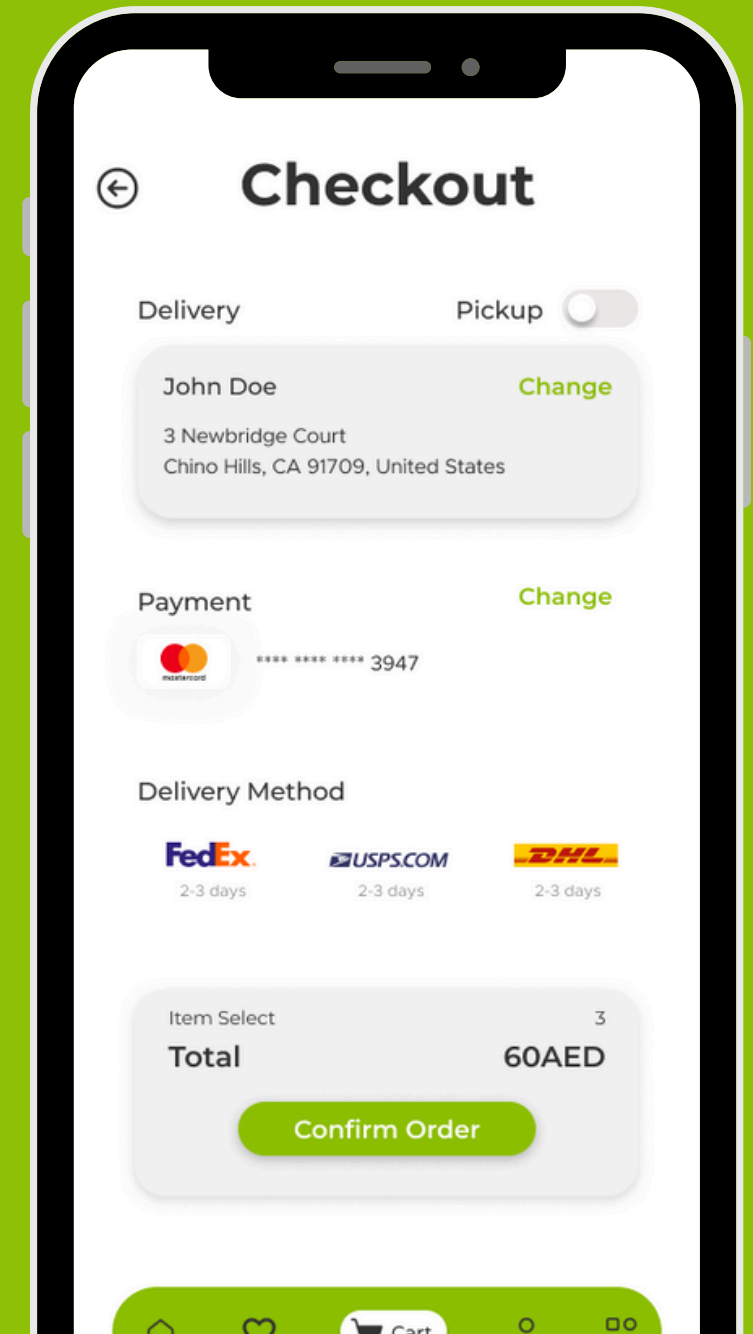 Checkout
Delivery Pickup
John Doe Change
3 Newbridge Court
Chino Hills, CA 91709, United States
Payment Change
mastercard **** **** **** 3947
Delivery Method
FedEx. USPS.COM DHL
2-3 days 2-3 days 2-3 days
Item Select 3
Total 60AED
Confirm Order
Cart